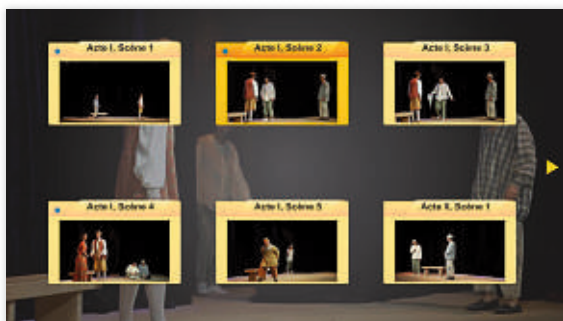 Acte I, Scène 1
Acte I, Scène 2
Acte I, Scène 3
Acte I, Scène 4
Acte I, Scène 5
Acte II, Scène 1